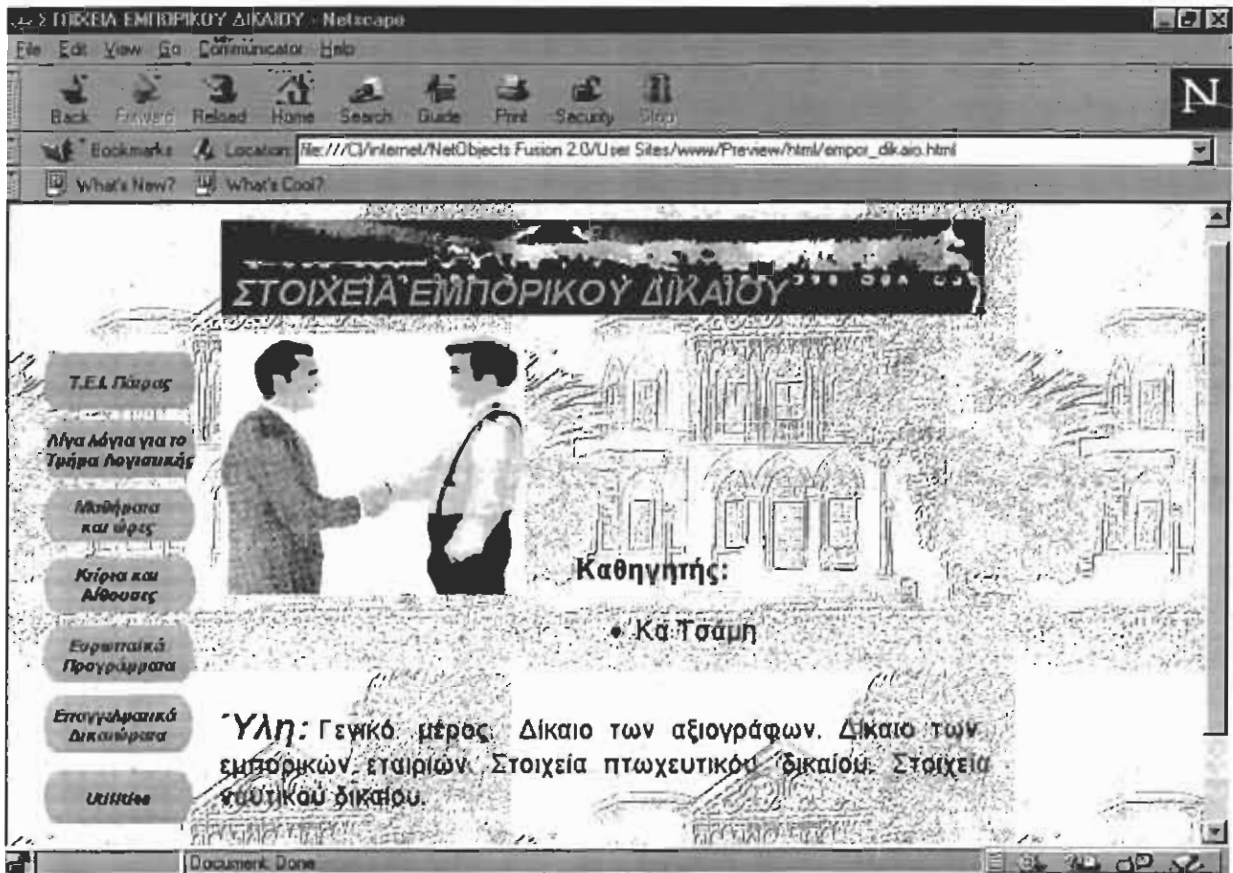 ΣΤΟΙΧΕΙΑ ΕΜΠΟΡΙΚΟΥ ΔΙΚΑΙΟΥ - Netscape
File Edit View Go Communicator Help
Back Forward Reload Home Search Guide Print Security Stop
Bookmarks Location: file:///C|/internet/NetObjects Fusion 2.0/User Sites/www/Preview/html/empor_dikaio.html
What's New? What's Cool?
ΣΤΟΙΧΕΙΑ ΕΜΠΟΡΙΚΟΥ ΔΙΚΑΙΟΥ
Τ.Ε.Ι. Πάτρας
Λίγα λόγια για το
Τμήμα Λογιστικής
Μαθήματα
και ώρες
Κτίρια και
Αίθουσες
Ευρωπαϊκά
Προγράμματα
Επαγγελματικά
Δικαιώματα
Utilities
Καθηγητής:
• Κα Τσάμη
Ύλη: Γενικό μέρος. Δίκαιο των αξιογράφων. Δίκαιο των
εμπορικών εταιριών. Στοιχεία πτωχευτικού δικαίου. Στοιχεία
ναυτικού δικαίου.
Document: Done